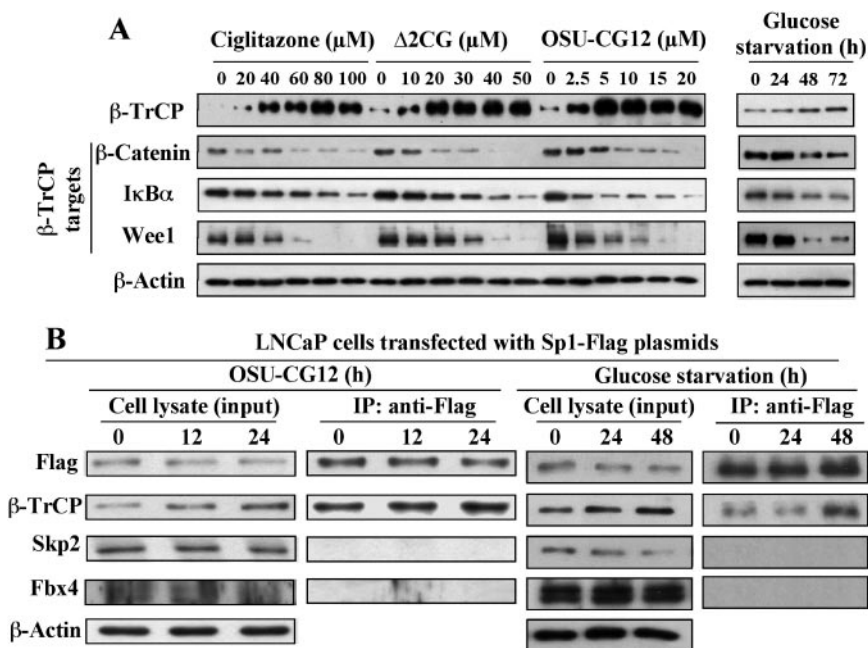 A
Ciglitazone (μM) Δ2CG (μM) OSU-CG12 (μM) Glucose starvation (h)
0 20 40 60 80 100 0 10 20 30 40 50 0 2.5 5 10 15 20 0 24 48 72
β-TrCP
β-TrCP targets
β-Catenin
IκBα
Wee1
β-Actin
B
LNCaP cells transfected with Sp1-Flag plasmids
OSU-CG12 (h) Glucose starvation (h)
Cell lysate (input) IP: anti-Flag Cell lysate (input) IP: anti-Flag
0 12 24 0 12 24 0 24 48 0 24 48
Flag
β-TrCP
Skp2
Fbx4
β-Actin